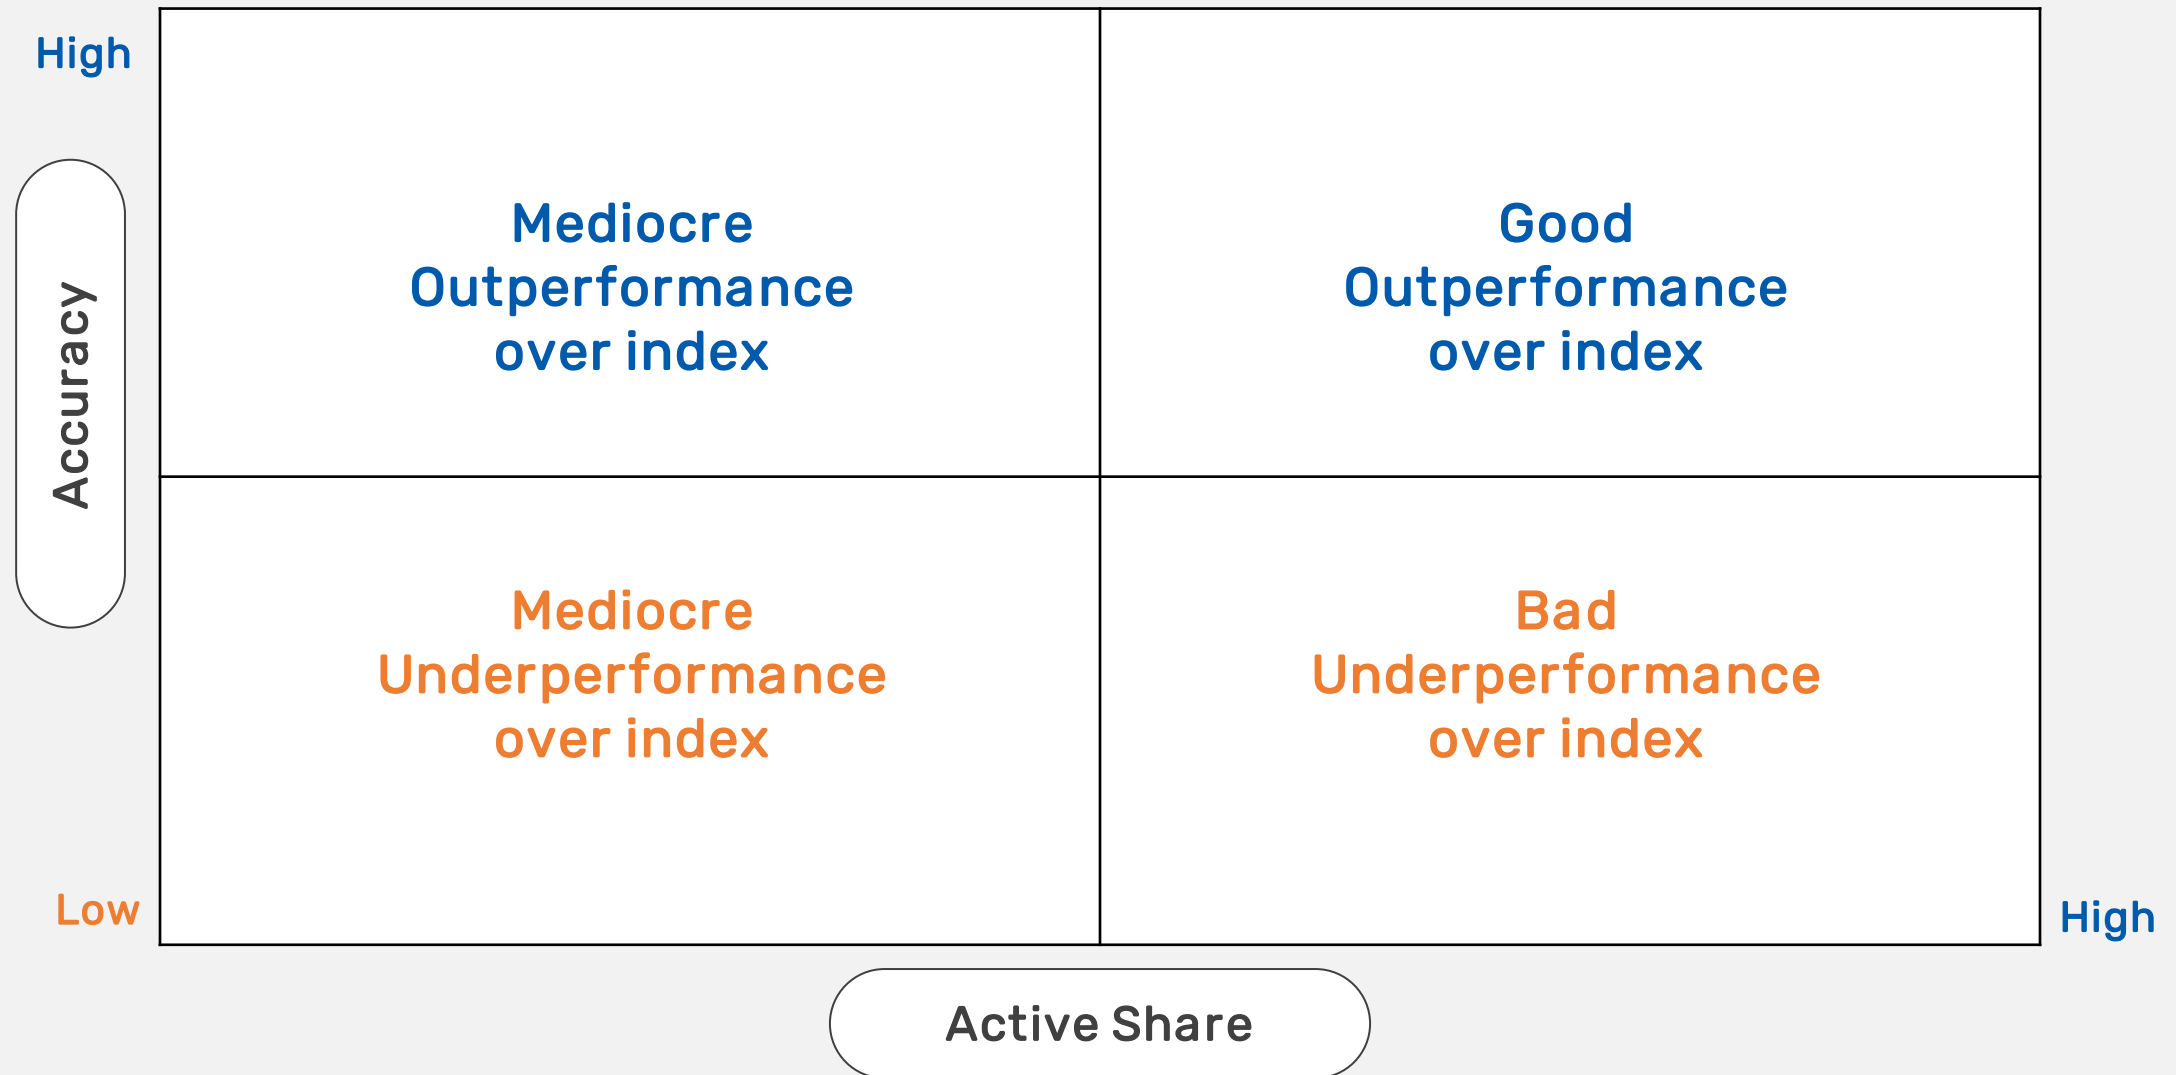 High
Accuracy
Mediocre
Outperformance
over index
Good
Outperformance
over index
Mediocre
Underperformance
over index
Bad
Underperformance
over index
Low
High
Active Share